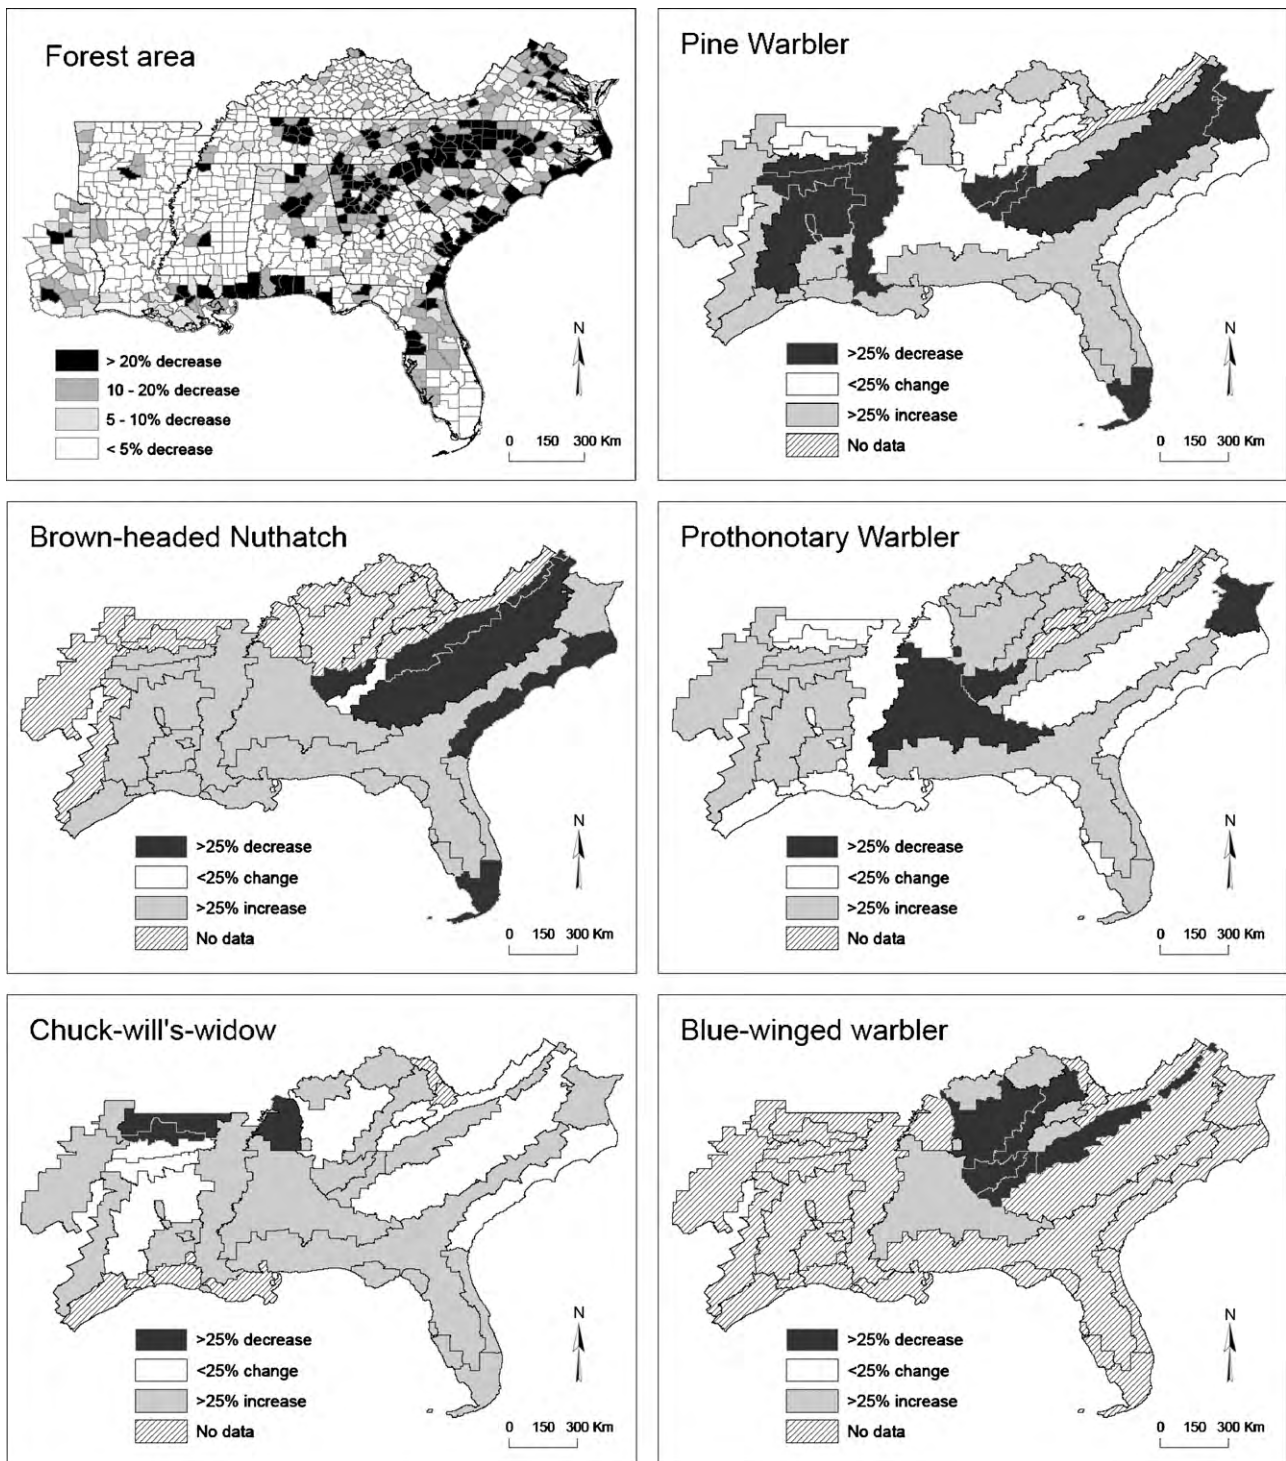 Forest area
N
> 20% decrease
10 - 20% decrease
5 - 10% decrease
< 5% decrease
0 150 300 Km
Pine Warbler
N
>25% decrease
<25% change
>25% increase
No data
0 150 300 Km
Brown-headed Nuthatch
N
>25% decrease
<25% change
>25% increase
No data
0 150 300 Km
Prothonotary Warbler
N
>25% decrease
<25% change
>25% increase
No data
0 150 300 Km
Chuck-will's-widow
N
>25% decrease
<25% change
>25% increase
No data
0 150 300 Km
Blue-winged warbler
N
>25% decrease
<25% change
>25% increase
No data
0 150 300 Km